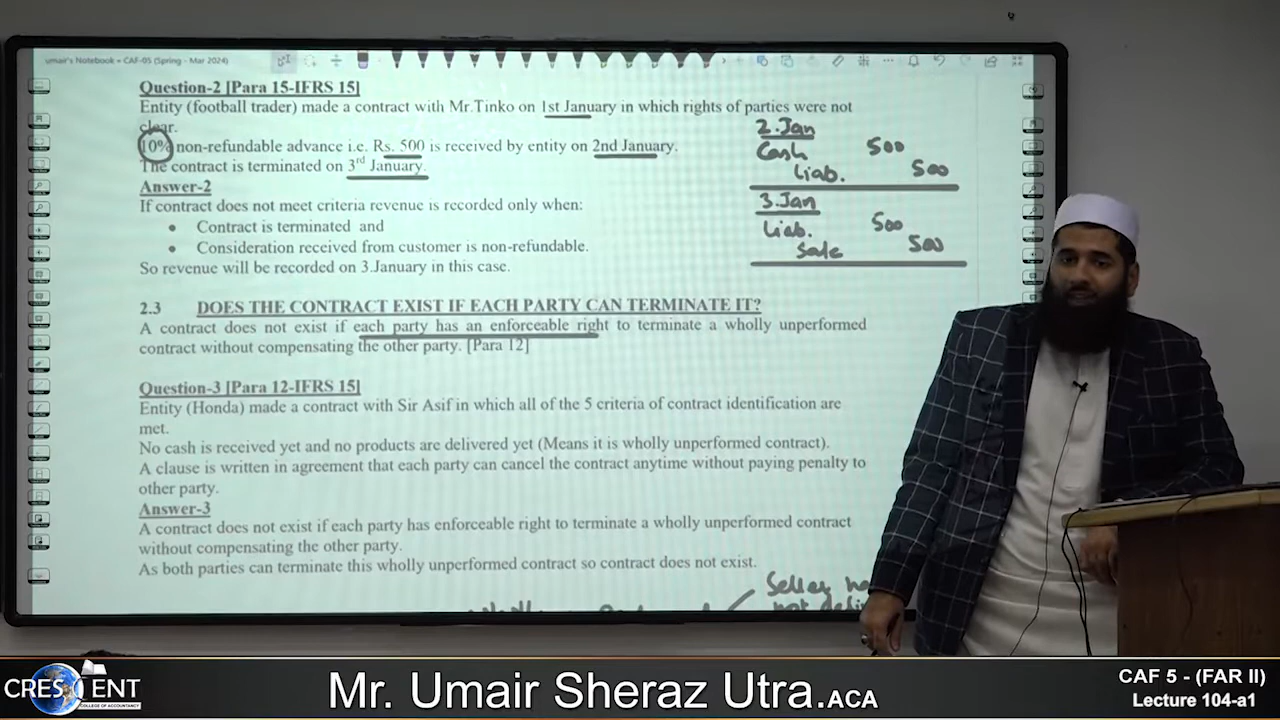 umair's Notebook - CAF-05 (Spring - Mar 2024)
Question-2 [Para 15-IFRS 15]
Entity (football trader) made a contract with Mr.Tinko on 1st January in which rights of parties were not
clear.
10% non-refundable advance i.e. Rs. 500 is received by entity on 2nd January.
The contract is terminated on 3rd January.
Answer-2
If contract does not meet criteria revenue is recorded only when:
• Contract is terminated and
• Consideration received from customer is non-refundable.
So revenue will be recorded on 3.January in this case.
2.Jan
Cash 500
Liab. 500
3.Jan
Liab. 500
Sale 500
2.3 DOES THE CONTRACT EXIST IF EACH PARTY CAN TERMINATE IT?
A contract does not exist if each party has an enforceable right to terminate a wholly unperformed
contract without compensating the other party. [Para 12]
Question-3 [Para 12-IFRS 15]
Entity (Honda) made a contract with Sir Asif in which all of the 5 criteria of contract identification are
met.
No cash is received yet and no products are delivered yet (Means it is wholly unperformed contract).
A clause is written in agreement that each party can cancel the contract anytime without paying penalty to
other party.
Answer-3
A contract does not exist if each party has enforceable right to terminate a wholly unperformed contract
without compensating the other party.
As both parties can terminate this wholly unperformed contract so contract does not exist.
Seller
not
CRESCENT
COLLEGE OF ACCOUNTANCY
Mr. Umair Sheraz Utra.ACA
CAF 5 - (FAR II)
Lecture 104-a1